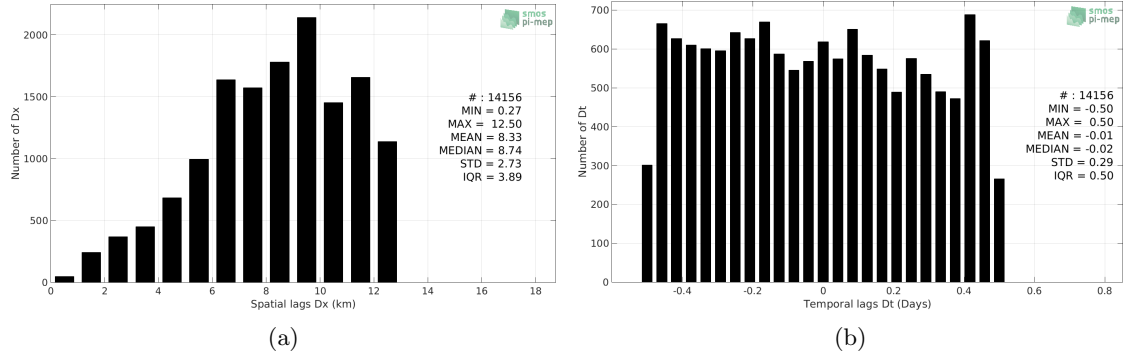 smos
pi-mep
2000
1500
1000
500
0
Number of Dx
# : 14156
MIN = 0.27
MAX = 12.50
MEAN = 8.33
MEDIAN = 8.74
STD = 2.73
IQR = 3.89
0 2 4 6 8 10 12 14 16 18
Spatial lags Dx (km)
(a)
smos
pi-mep
700
600
500
400
300
200
100
0
Number of Dt
# : 14156
MIN = -0.50
MAX = 0.50
MEAN = -0.01
MEDIAN = -0.02
STD = 0.29
IQR = 0.50
-0.4 -0.2 0 0.2 0.4 0.6 0.8
Temporal lags Dt (Days)
(b)